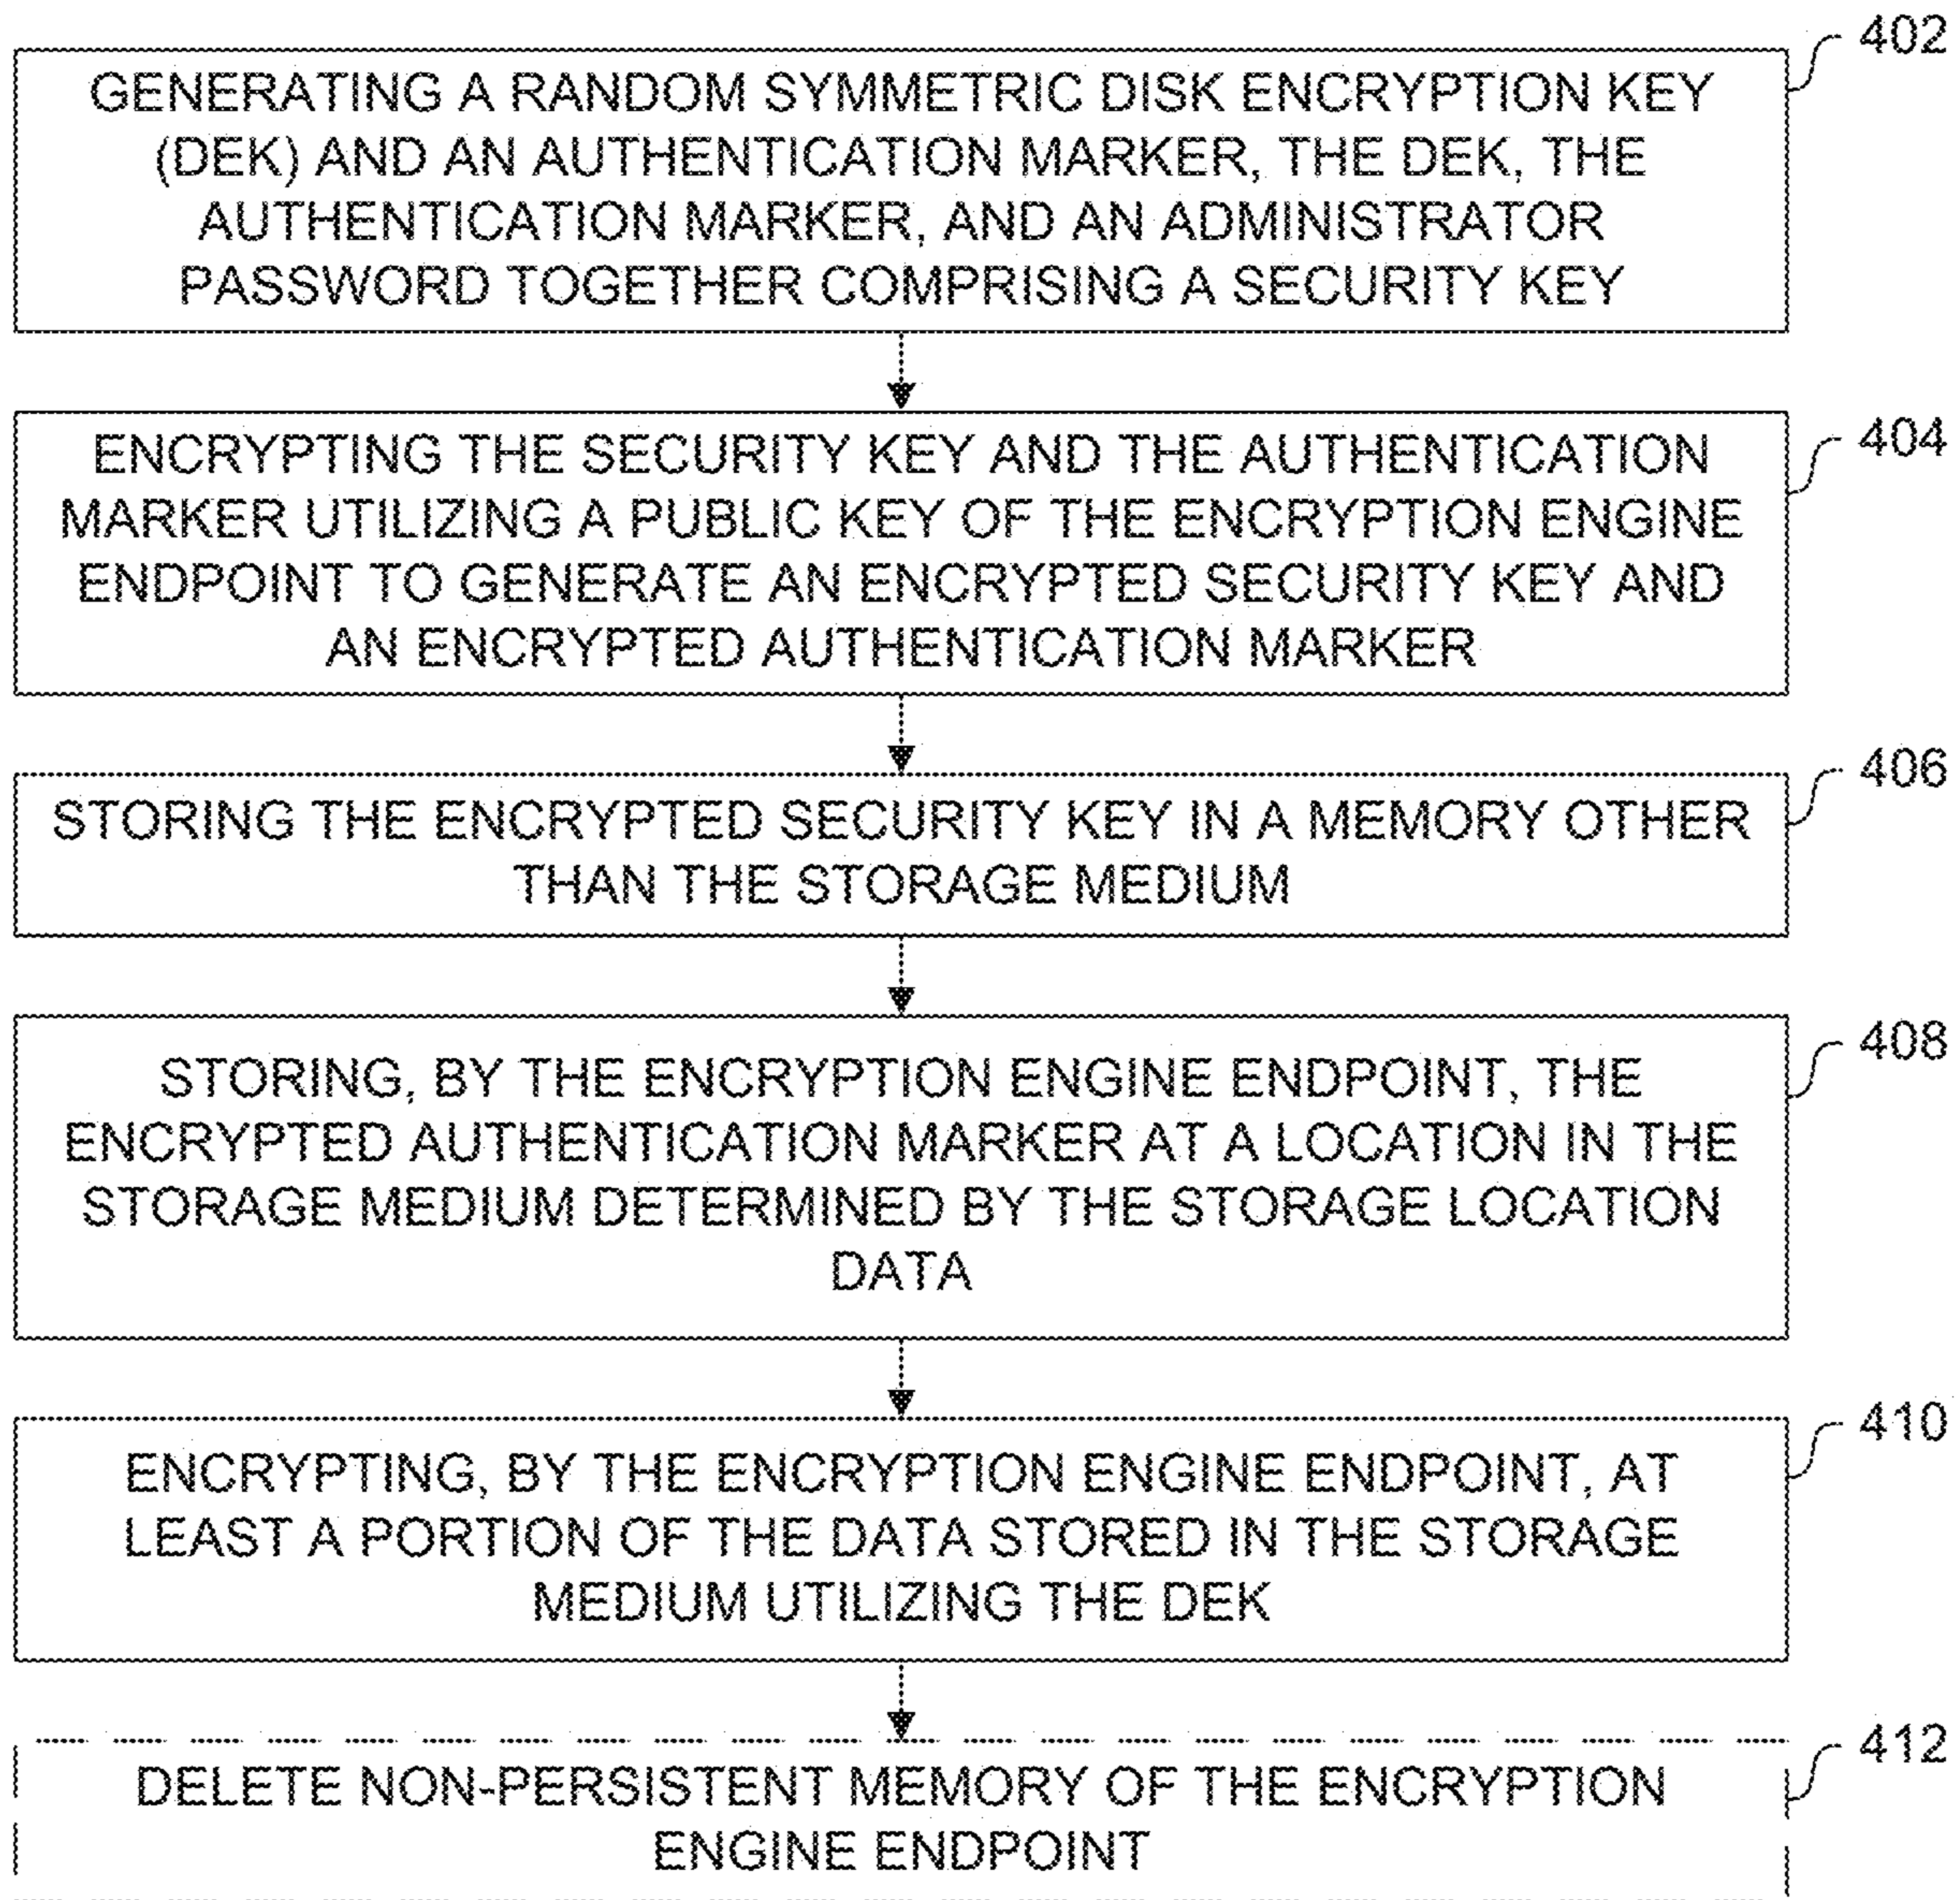 402
GENERATING A RANDOM SYMMETRIC DISK ENCRYPTION KEY
(DEK) AND AN AUTHENTICATION MARKER, THE DEK, THE
AUTHENTICATION MARKER, AND AN ADMINISTRATOR
PASSWORD TOGETHER COMPRISING A SECURITY KEY
404
ENCRYPTING THE SECURITY KEY AND THE AUTHENTICATION
MARKER UTILIZING A PUBLIC KEY OF THE ENCRYPTION ENGINE
ENDPOINT TO GENERATE AN ENCRYPTED SECURITY KEY AND
AN ENCRYPTED AUTHENTICATION MARKER
406
STORING THE ENCRYPTED SECURITY KEY IN A MEMORY OTHER
THAN THE STORAGE MEDIUM
408
STORING, BY THE ENCRYPTION ENGINE ENDPOINT, THE
ENCRYPTED AUTHENTICATION MARKER AT A LOCATION IN THE
STORAGE MEDIUM DETERMINED BY THE STORAGE LOCATION
DATA
410
ENCRYPTING, BY THE ENCRYPTION ENGINE ENDPOINT, AT
LEAST A PORTION OF THE DATA STORED IN THE STORAGE
MEDIUM UTILIZING THE DEK
412
DELETE NON-PERSISTENT MEMORY OF THE ENCRYPTION
ENGINE ENDPOINT